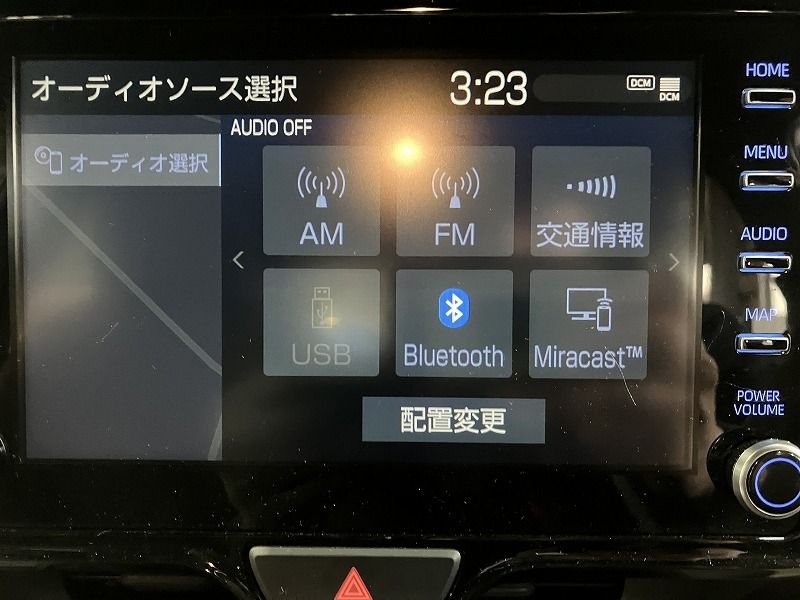 オーディオソース選択 3:23 DCM DCM
AUDIO OFF
オーディオ選択
AM FM 交通情報
USB Bluetooth Miracast™
配置変更
HOME
MENU
AUDIO
MAP
POWER
VOLUME